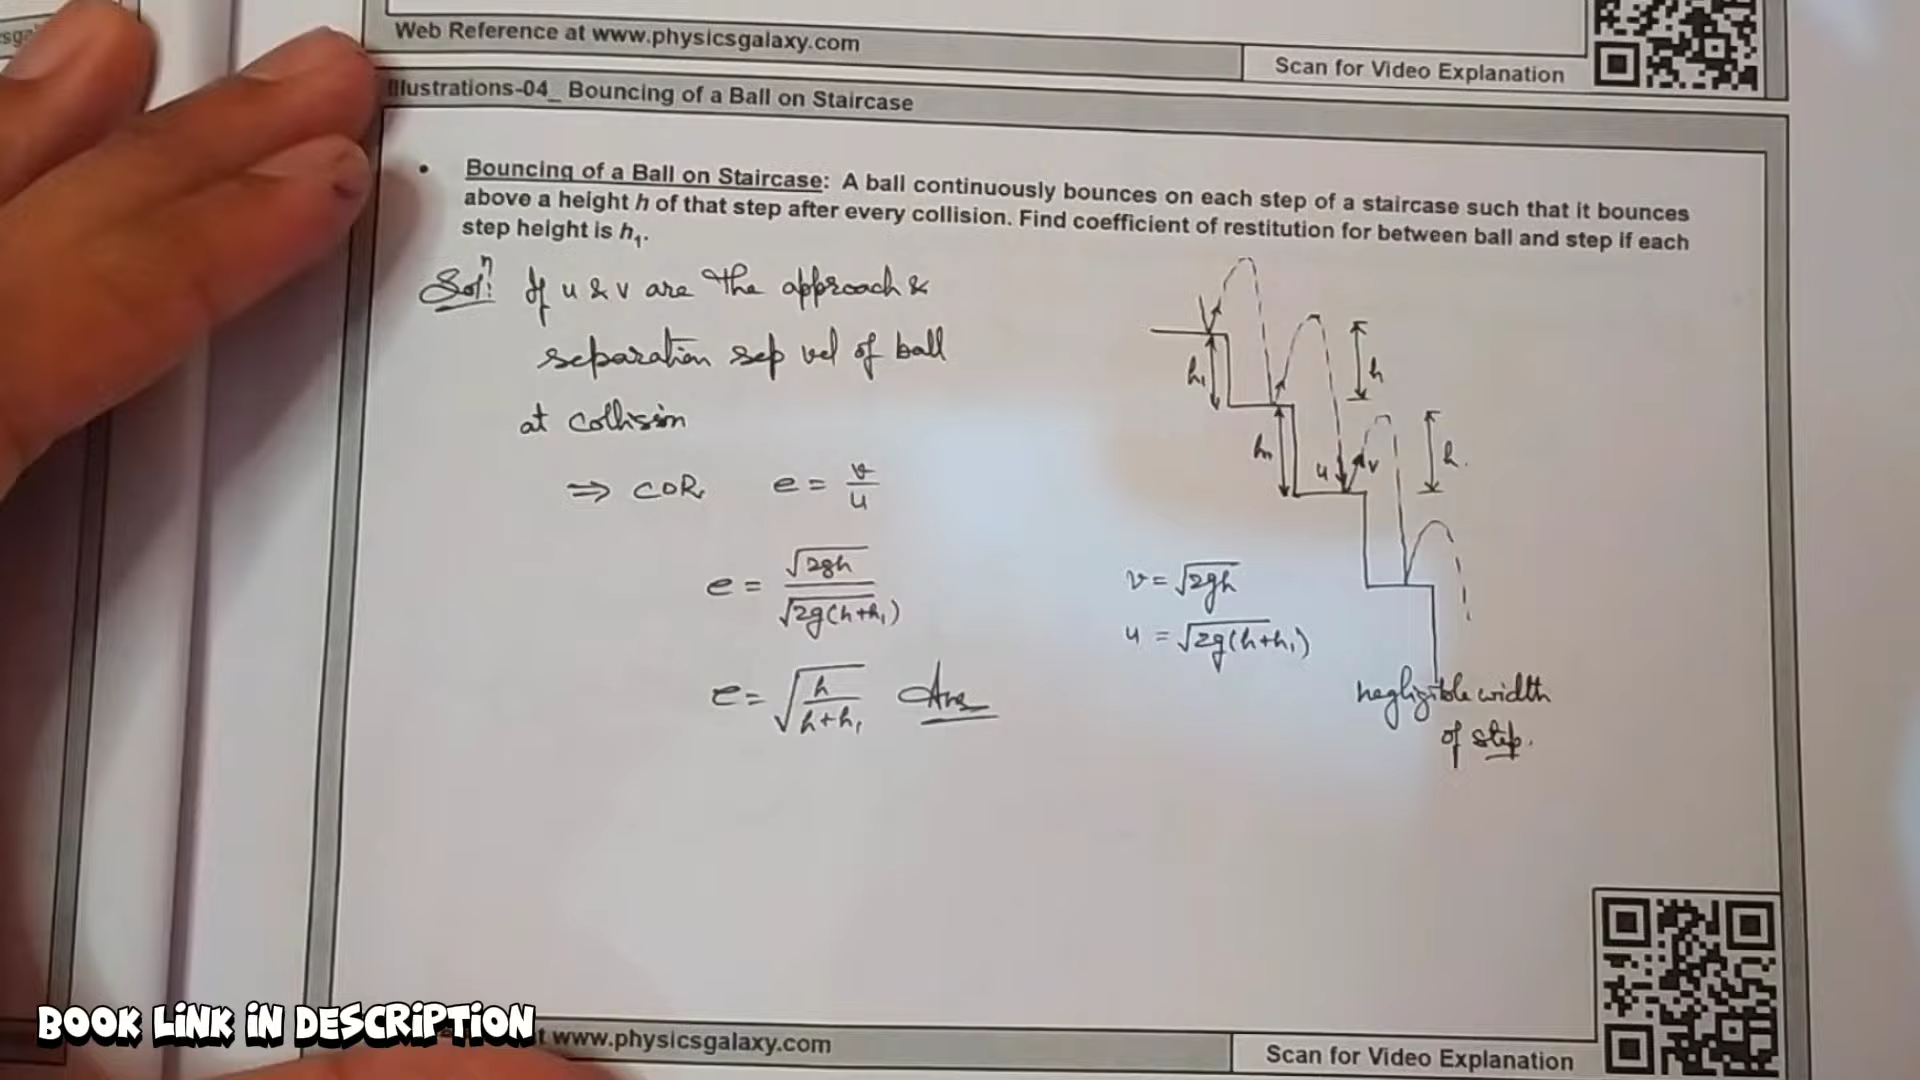 Web Reference at www.physicsgalaxy.com
Scan for Video Explanation
Illustrations-04_ Bouncing of a Ball on Staircase
• Bouncing of a Ball on Staircase: A ball continuously bounces on each step of a staircase such that it bounces
above a height h of that step after every collision. Find coefficient of restitution for between ball and step if each
step height is h₁.
Solⁿ: If u & v are the approach &
separation sep vel of ball
at collision
⇒ COR e = v/u
e = √2gh / √2g(h+h₁)
e = √(h/(h+h₁)) Ans
h₁
h
h₁
u
v
h
v = √2gh
u = √2g(h+h₁)
negligible width
of step.
BOOK LINK IN DESCRIPTION
t www.physicsgalaxy.com
Scan for Video Explanation